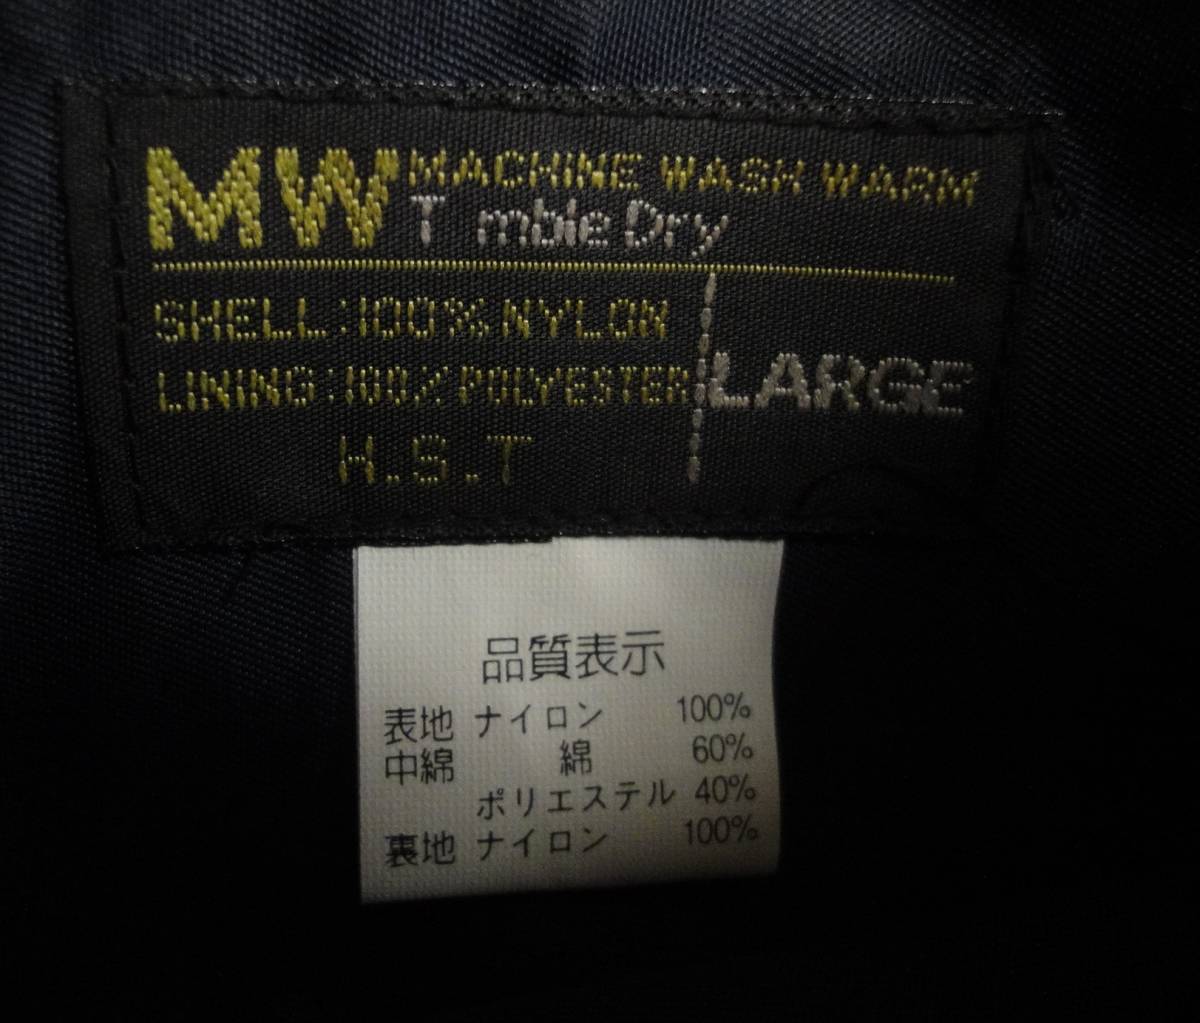 MW MACHINE WASH WARM
T mble Dry
SHELL:100% NYLON
LINING:100% POLYESTER
LARGE
H.S.T
品質表示
表地 ナイロン 100%
中綿 綿 60%
ポリエステル 40%
裏地 ナイロン 100%